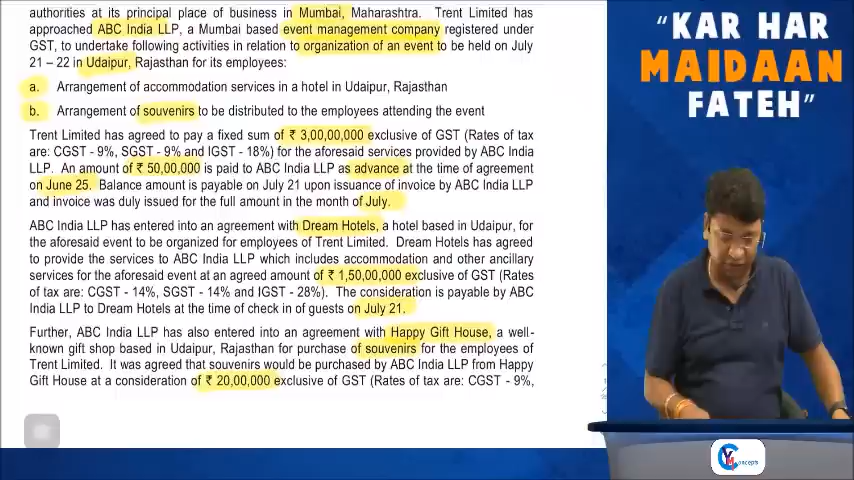 authorities at its principal place of business in Mumbai, Maharashtra. Trent Limited has
approached ABC India LLP, a Mumbai based event management company registered under
GST, to undertake following activities in relation to organization of an event to be held on July
21 – 22 in Udaipur, Rajasthan for its employees:
a. Arrangement of accommodation services in a hotel in Udaipur, Rajasthan
b. Arrangement of souvenirs to be distributed to the employees attending the event
Trent Limited has agreed to pay a fixed sum of ₹ 3,00,00,000 exclusive of GST (Rates of tax
are: CGST - 9%, SGST - 9% and IGST - 18%) for the aforesaid services provided by ABC India
LLP. An amount of ₹ 50,00,000 is paid to ABC India LLP as advance at the time of agreement
on June 25. Balance amount is payable on July 21 upon issuance of invoice by ABC India LLP
and invoice was duly issued for the full amount in the month of July.
ABC India LLP has entered into an agreement with Dream Hotels, a hotel based in Udaipur, for
the aforesaid event to be organized for employees of Trent Limited. Dream Hotels has agreed
to provide the services to ABC India LLP which includes accommodation and other ancillary
services for the aforesaid event at an agreed amount of ₹ 1,50,00,000 exclusive of GST (Rates
of tax are: CGST - 14%, SGST - 14% and IGST - 28%). The consideration is payable by ABC
India LLP to Dream Hotels at the time of check in of guests on July 21.
Further, ABC India LLP has also entered into an agreement with Happy Gift House, a well-
known gift shop based in Udaipur, Rajasthan for purchase of souvenirs for the employees of
Trent Limited. It was agreed that souvenirs would be purchased by ABC India LLP from Happy
Gift House at a consideration of ₹ 20,00,000 exclusive of GST (Rates of tax are: CGST - 9%,
"KAR HAR
MAIDAAN
FATEH"